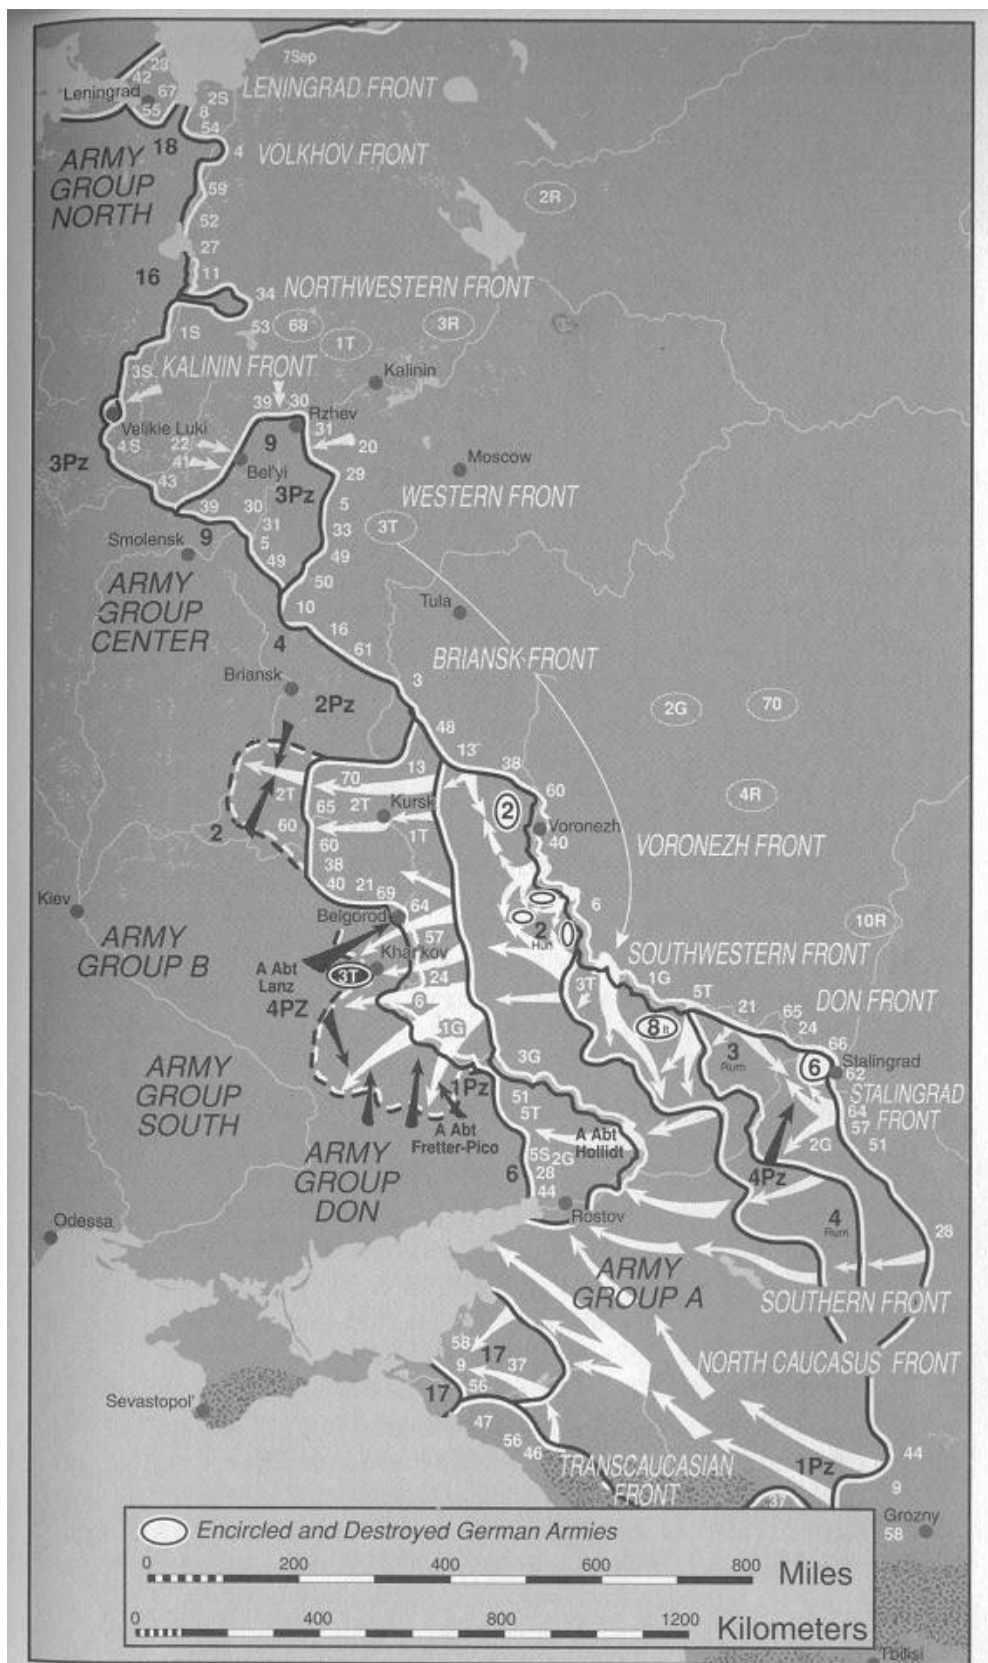 7Sep
23
42
Leningrad
67
55
2S
8
54
LENINGRAD FRONT
18
4
VOLKHOV FRONT
ARMY
GROUP
NORTH
59
2R
52
27
16
11
34
NORTHWESTERN FRONT
53
68
3R
1S
1T
3S
KALININ FRONT
Kalinin
39
30
Rzhev
Velikie Luki
31
4S
22
9
20
41
Bel'yi
Moscow
3Pz
43
3Pz
29
WESTERN FRONT
39
30
5
31
33
3T
Smolensk
9
5
49
49
50
ARMY
GROUP
CENTER
10
Tula
16
4
61
BRIANSK FRONT
Briansk
3
2Pz
2G
70
48
13
38
13
70
2T
65
2T
Kursk
60
4R
2
Voronezh
2
60
1T
40
60
VORONEZH FRONT
38
40
21
69
Kiev
64
6
10R
Belgorod
ARMY
GROUP B
57
2
Hun
Kharkov
SOUTHWESTERN FRONT
A Abt
Lanz
3T
24
3T
1G
5T
DON FRONT
4PZ
6
21
65
24
1G
8 It
66
3
Rum
Stalingrad
6
62
ARMY
GROUP
SOUTH
3G
STALINGRAD
FRONT
1Pz
51
64
5T
57
A Abt
Fretter-Pico
A Abt
Hollidt
2G
51
ARMY
GROUP
DON
5S
2G
4Pz
6
28
44
Rostov
4
Rum
Odessa
28
ARMY
GROUP A
SOUTHERN FRONT
58
17
9
37
NORTH CAUCASUS FRONT
17
56
Sevastopol'
47
56
46
TRANSCAUCASIAN
FRONT
1Pz
44
9
37
Grozny
58
Encircled and Destroyed German Armies
0 200 400 600 800 Miles
0 400 800 1200 Kilometers
Tbilisi